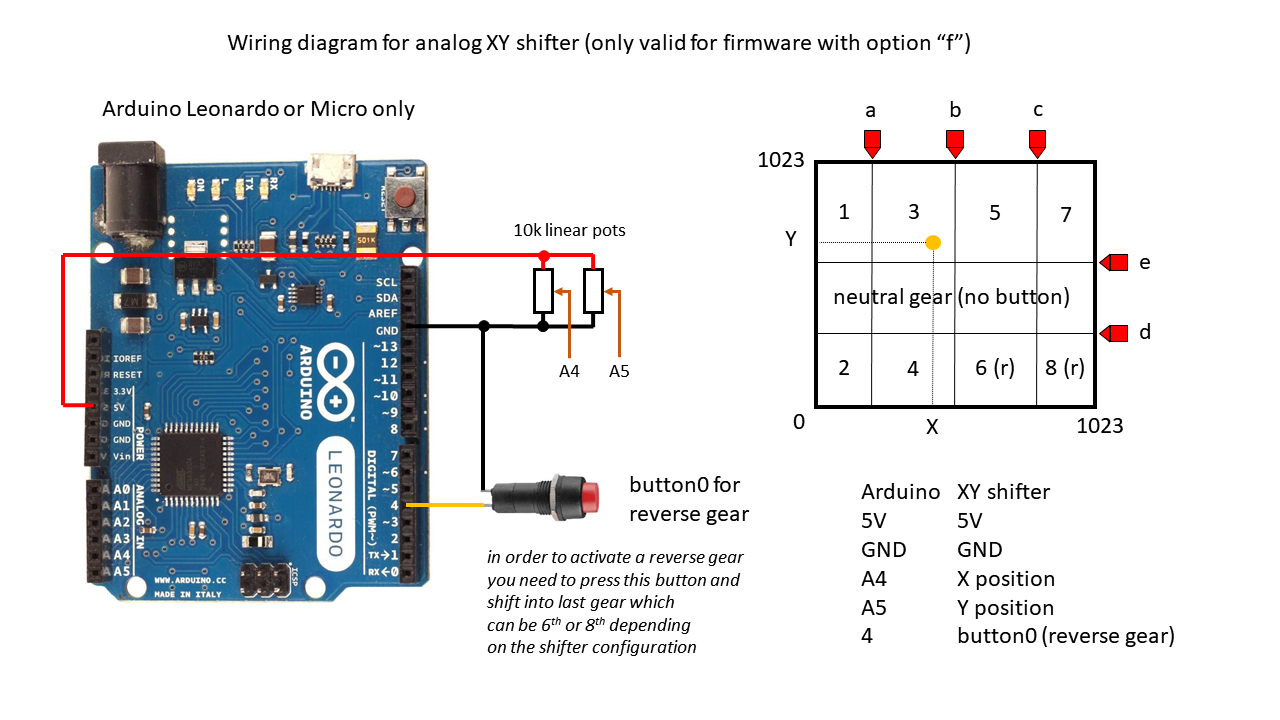 Wiring diagram for analog XY shifter (only valid for firmware with option “f”)
Arduino Leonardo or Micro only
ON
L
TX
RX
RESET
501K
M7
10k linear pots
A4
A5
SCL
SDA
AREF
GND
~13
12
~11
~10
~9
8
7
~6
~5
4
~3
2
TX→1
RX←0
DIGITAL (PWM~)
ARDUINO
LEONARDO
IOREF
RESET
3.3V
5V
GND
GND
Vin
POWER
A0
A1
A2
A3
A4
A5
ANALOG IN
ICSP
WWW.ARDUINO.CC
MADE IN ITALY
button0 for
reverse gear
in order to activate a reverse gear
you need to press this button and
shift into last gear which
can be 6th or 8th depending
on the shifter configuration
a b c
1023
1 3 5 7
Y
e
neutral gear (no button)
d
2 4 6 (r) 8 (r)
0 X 1023
Arduino XY shifter
5V 5V
GND GND
A4 X position
A5 Y position
4 button0 (reverse gear)